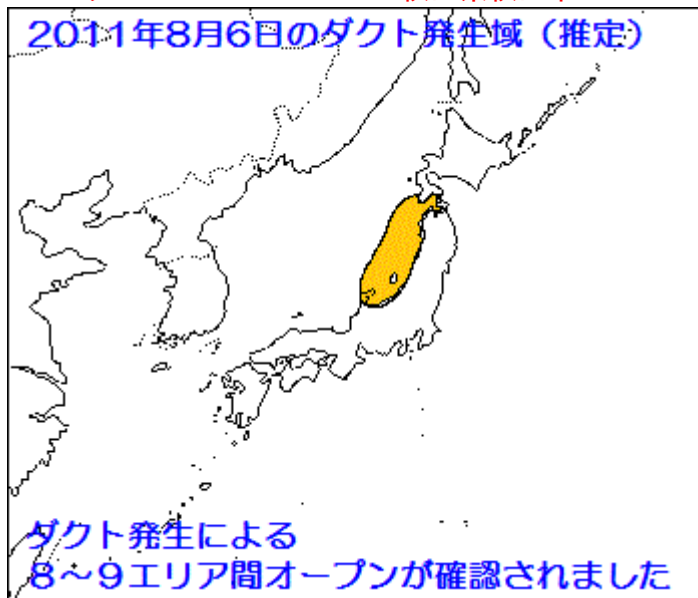 2011年8月6日のダクト発生域（推定）
ダクト発生による
8～9エリア間オープンが確認されました